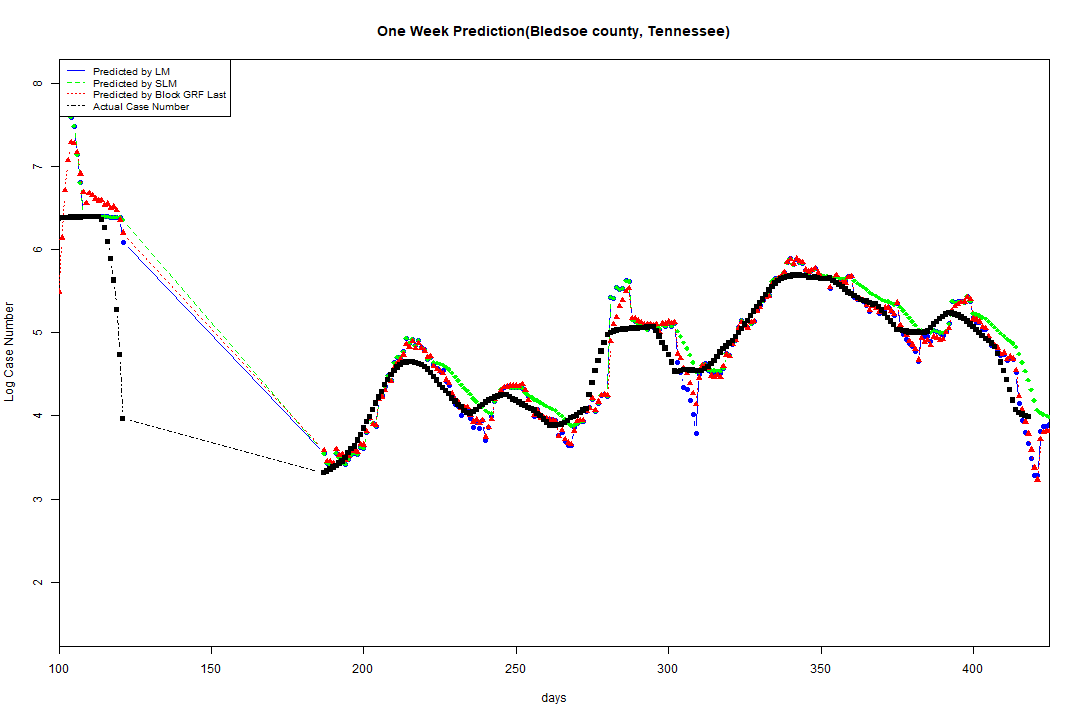 One Week Prediction(Bledsoe county, Tennessee)
Predicted by LM
Predicted by SLM
Predicted by Block GRF Last
Actual Case Number
Log Case Number
8
7
6
5
4
3
2
100 150 200 250 300 350 400
days